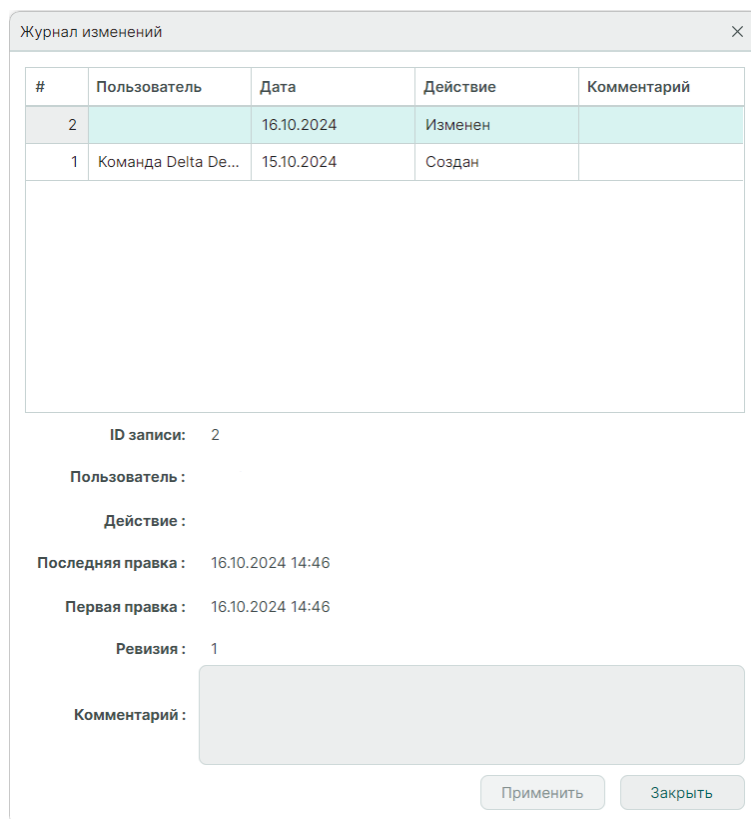 Журнал изменений
# Пользователь Дата Действие Комментарий
2 16.10.2024 Изменен
1 Команда Delta De... 15.10.2024 Создан
ID записи: 2
Пользователь :
Действие :
Последняя правка : 16.10.2024 14:46
Первая правка : 16.10.2024 14:46
Ревизия : 1
Комментарий :
Применить Закрыть